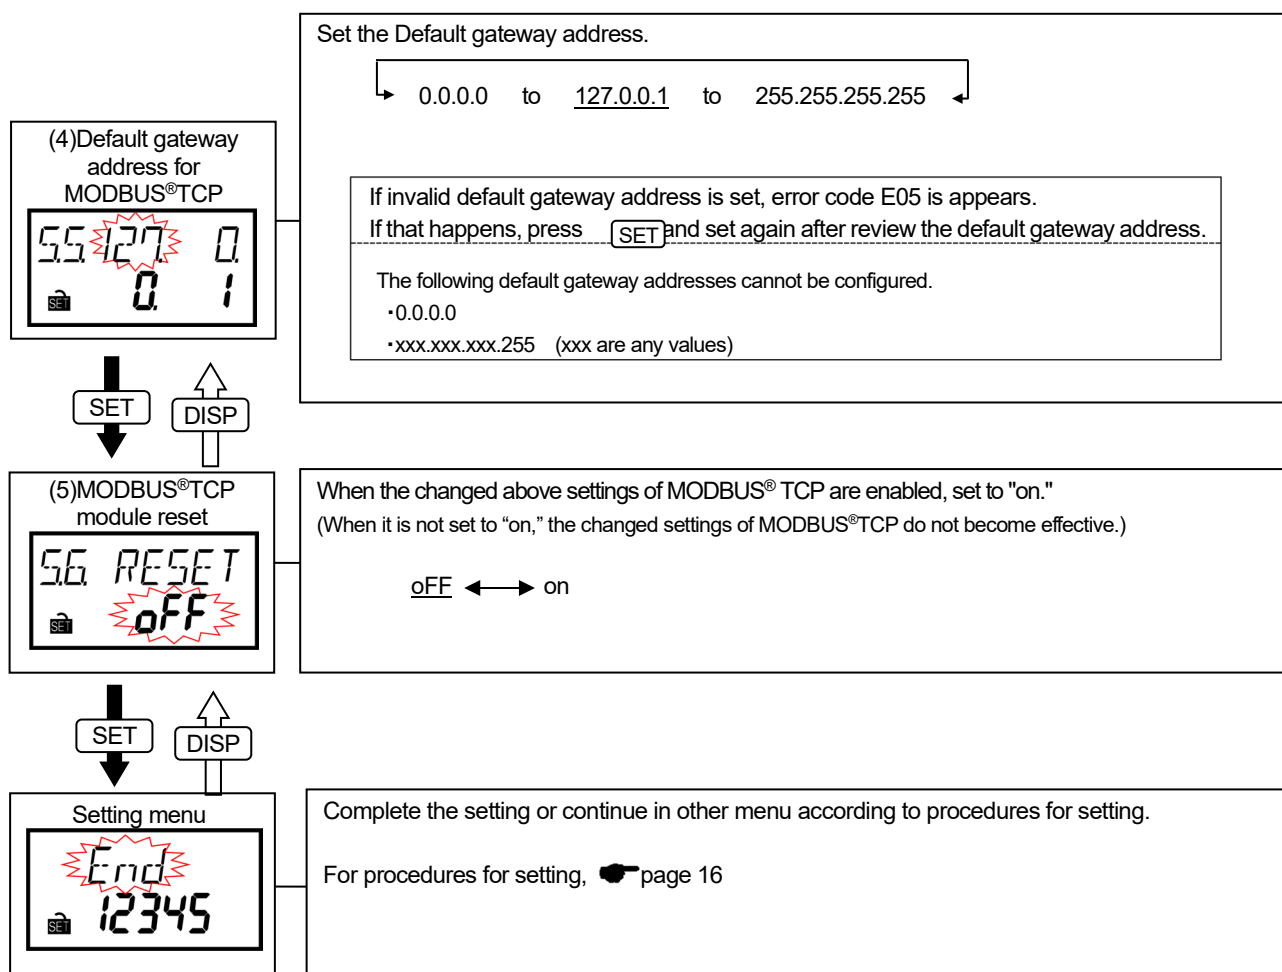 Set the Default gateway address.
0.0.0.0 to 127.0.0.1 to 255.255.255.255
(4)Default gateway
address for
MODBUS®TCP
5.5. 127. 0.
SET 0. 1
If invalid default gateway address is set, error code E05 is appears.
If that happens, press SET and set again after review the default gateway address.
The following default gateway addresses cannot be configured.
・0.0.0.0
・xxx.xxx.xxx.255 (xxx are any values)
SET
DISP
(5)MODBUS®TCP
module reset
5.6. RESET
SET oFF
When the changed above settings of MODBUS® TCP are enabled, set to "on."
(When it is not set to “on,” the changed settings of MODBUS®TCP do not become effective.)
oFF on
SET
DISP
Setting menu
End
SET 12345
Complete the setting or continue in other menu according to procedures for setting.
For procedures for setting, page 16